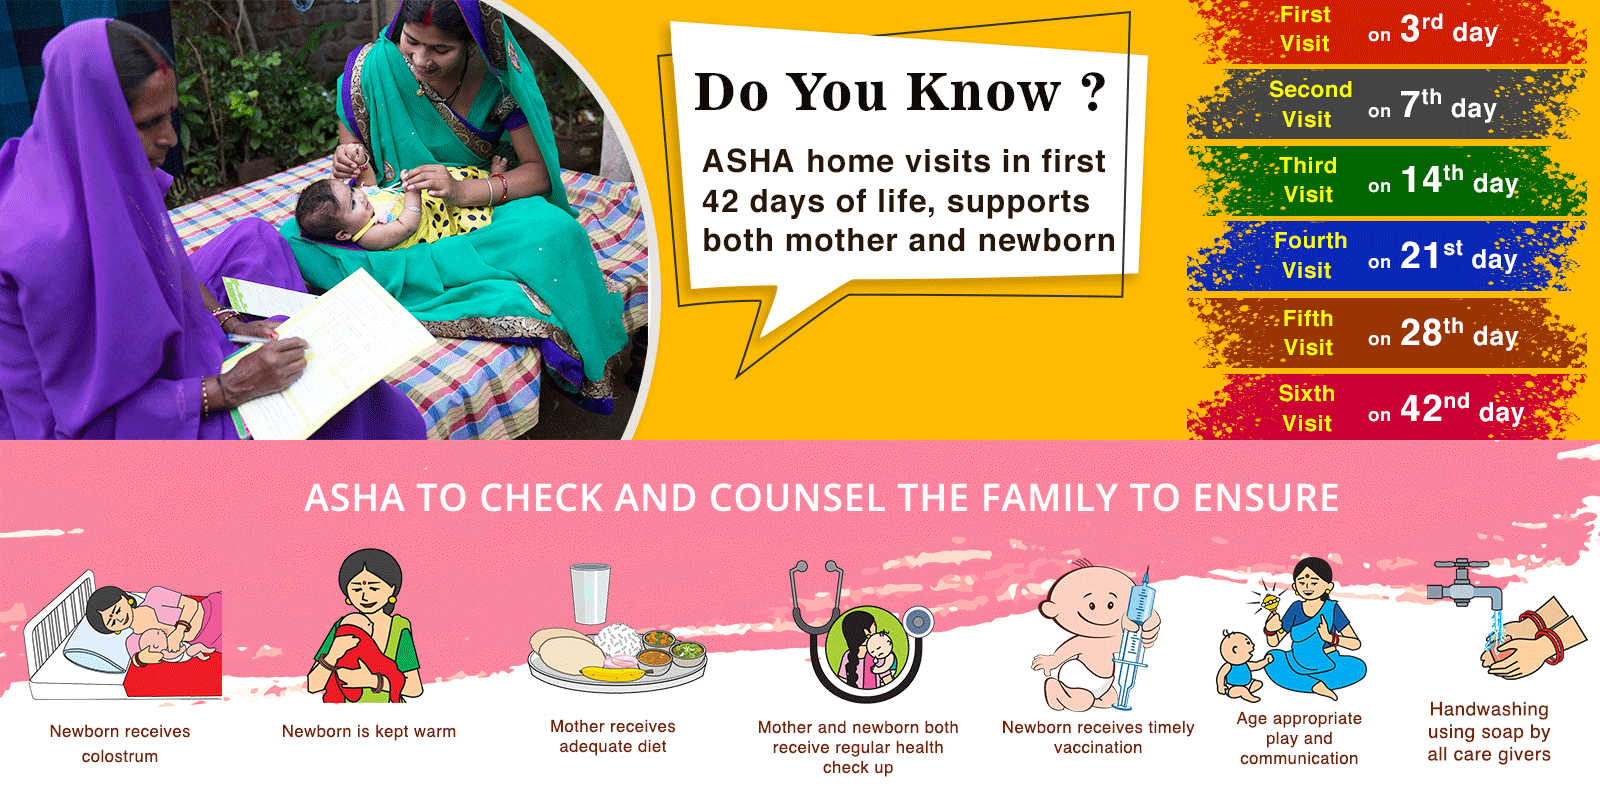 Do You Know ?
ASHA home visits in first
42 days of life, supports
both mother and newborn
First
Visit on 3rd day
Second
Visit on 7th day
Third
Visit on 14th day
Fourth
Visit on 21st day
Fifth
Visit on 28th day
Sixth
Visit on 42nd day
ASHA TO CHECK AND COUNSEL THE FAMILY TO ENSURE
Newborn receives
colostrum
Newborn is kept warm
Mother receives
adequate diet
Mother and newborn both
receive regular health
check up
Newborn receives timely
vaccination
Age appropriate
play and
communication
Handwashing
using soap by
all care givers